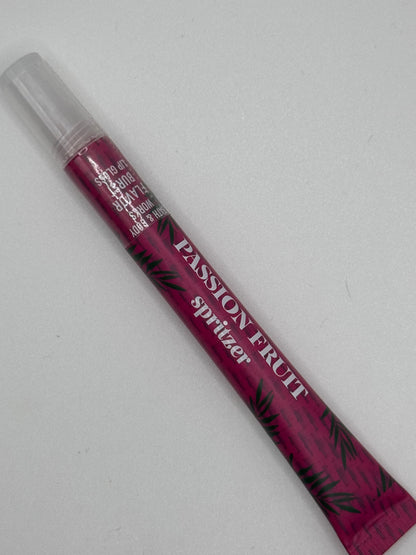 BATH & BODY
WORKS
FLAVOR
BURST
LIP GLOSS
PASSION FRUIT
spritzer